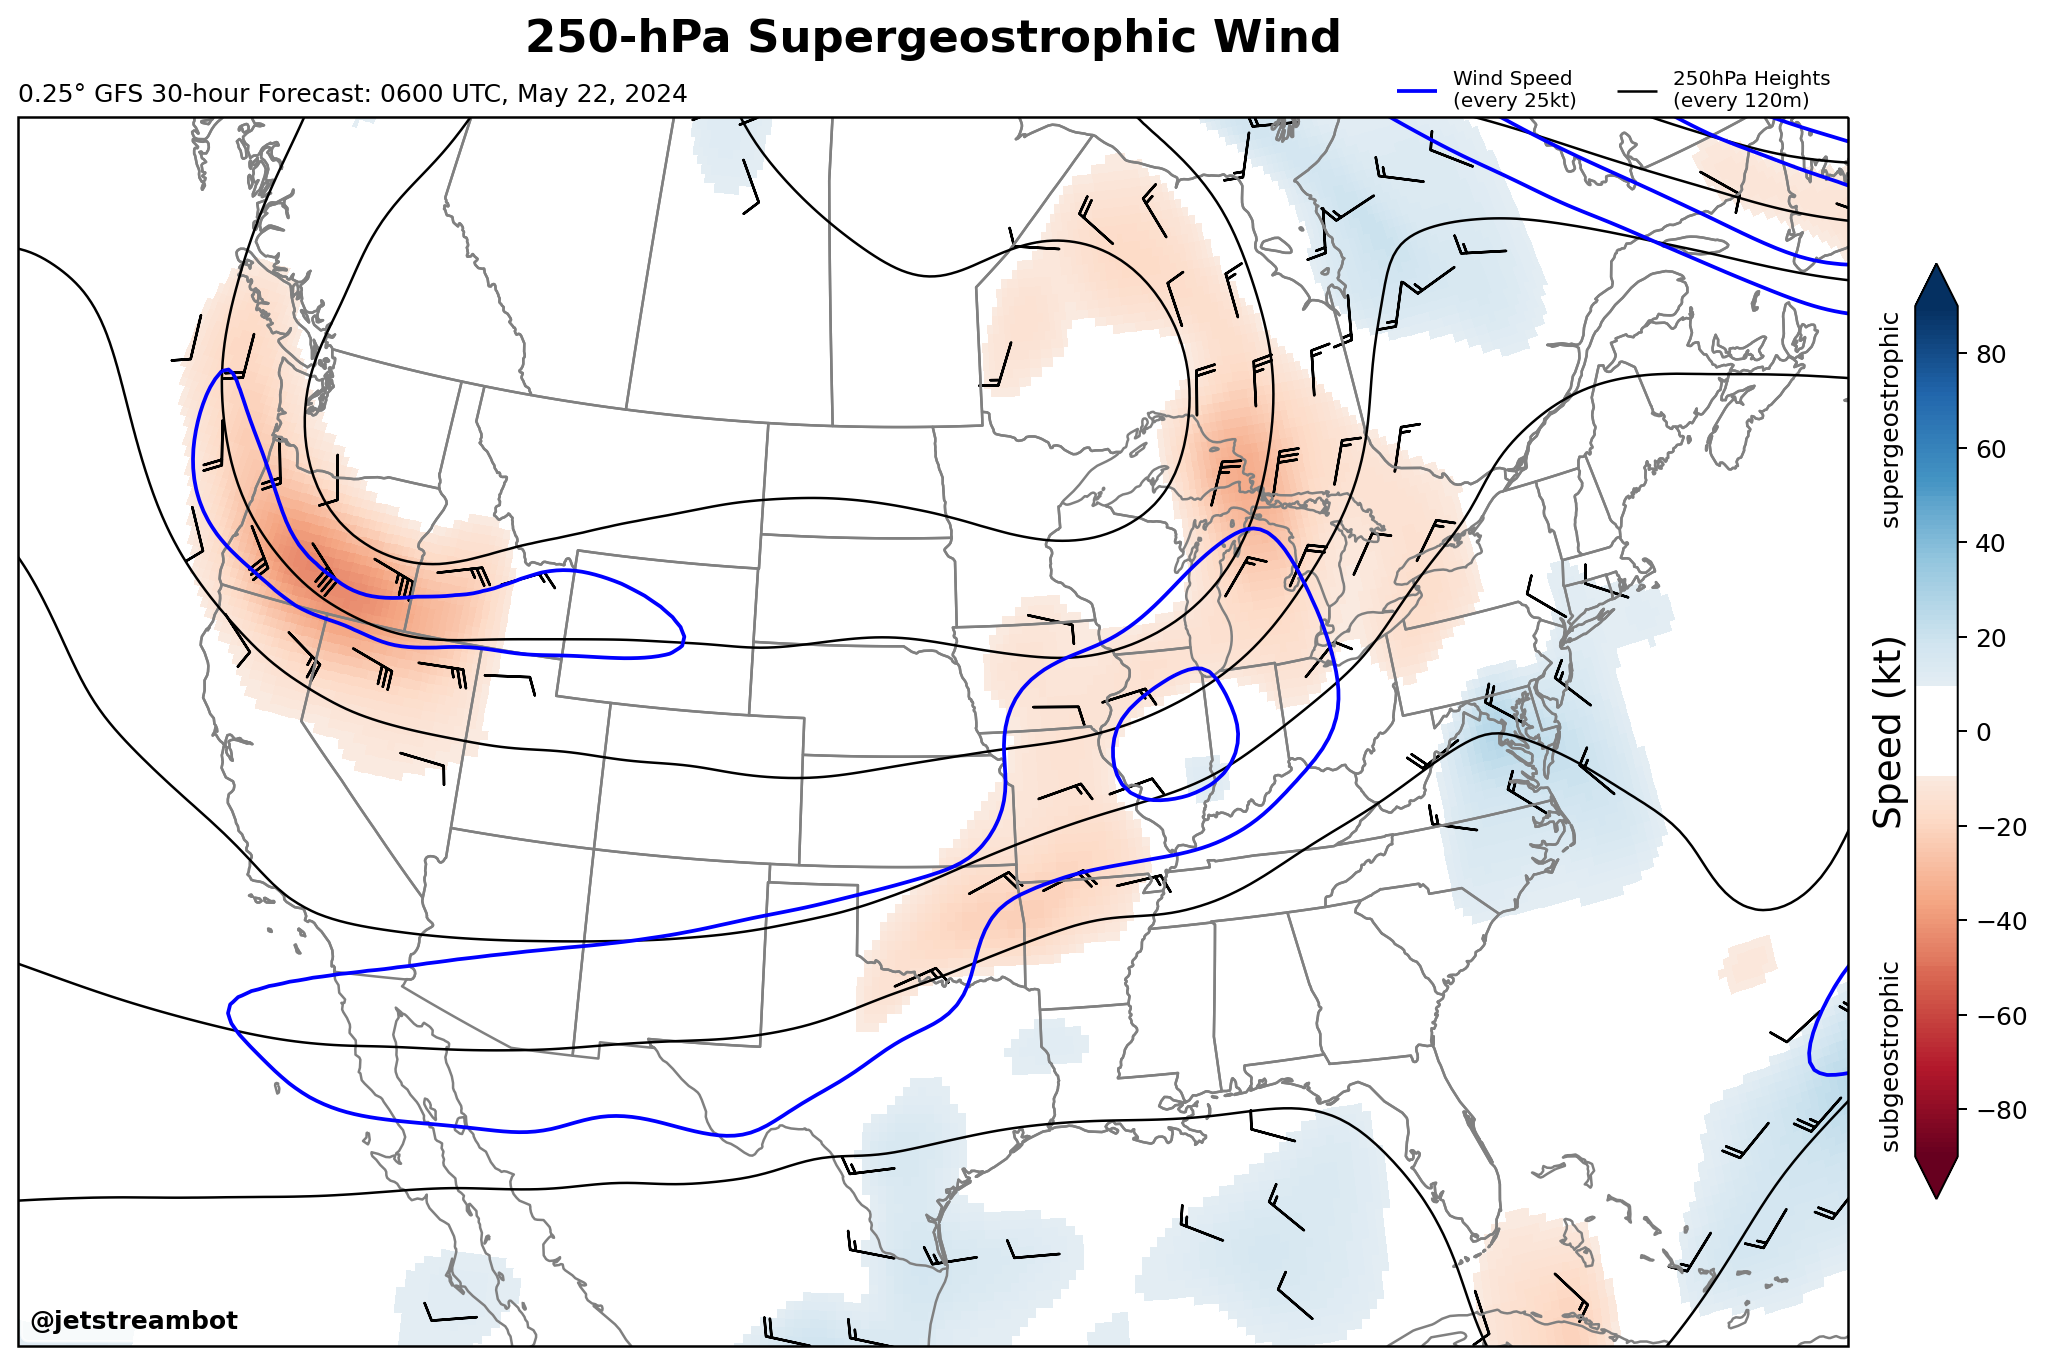 250-hPa Supergeostrophic Wind
0.25° GFS 30-hour Forecast: 0600 UTC, May 22, 2024
Wind Speed
(every 25kt)
250hPa Heights
(every 120m)
supergeostrophic
Speed (kt)
subgeostrophic
80
60
40
20
0
−20
−40
−60
−80
@jetstreambot